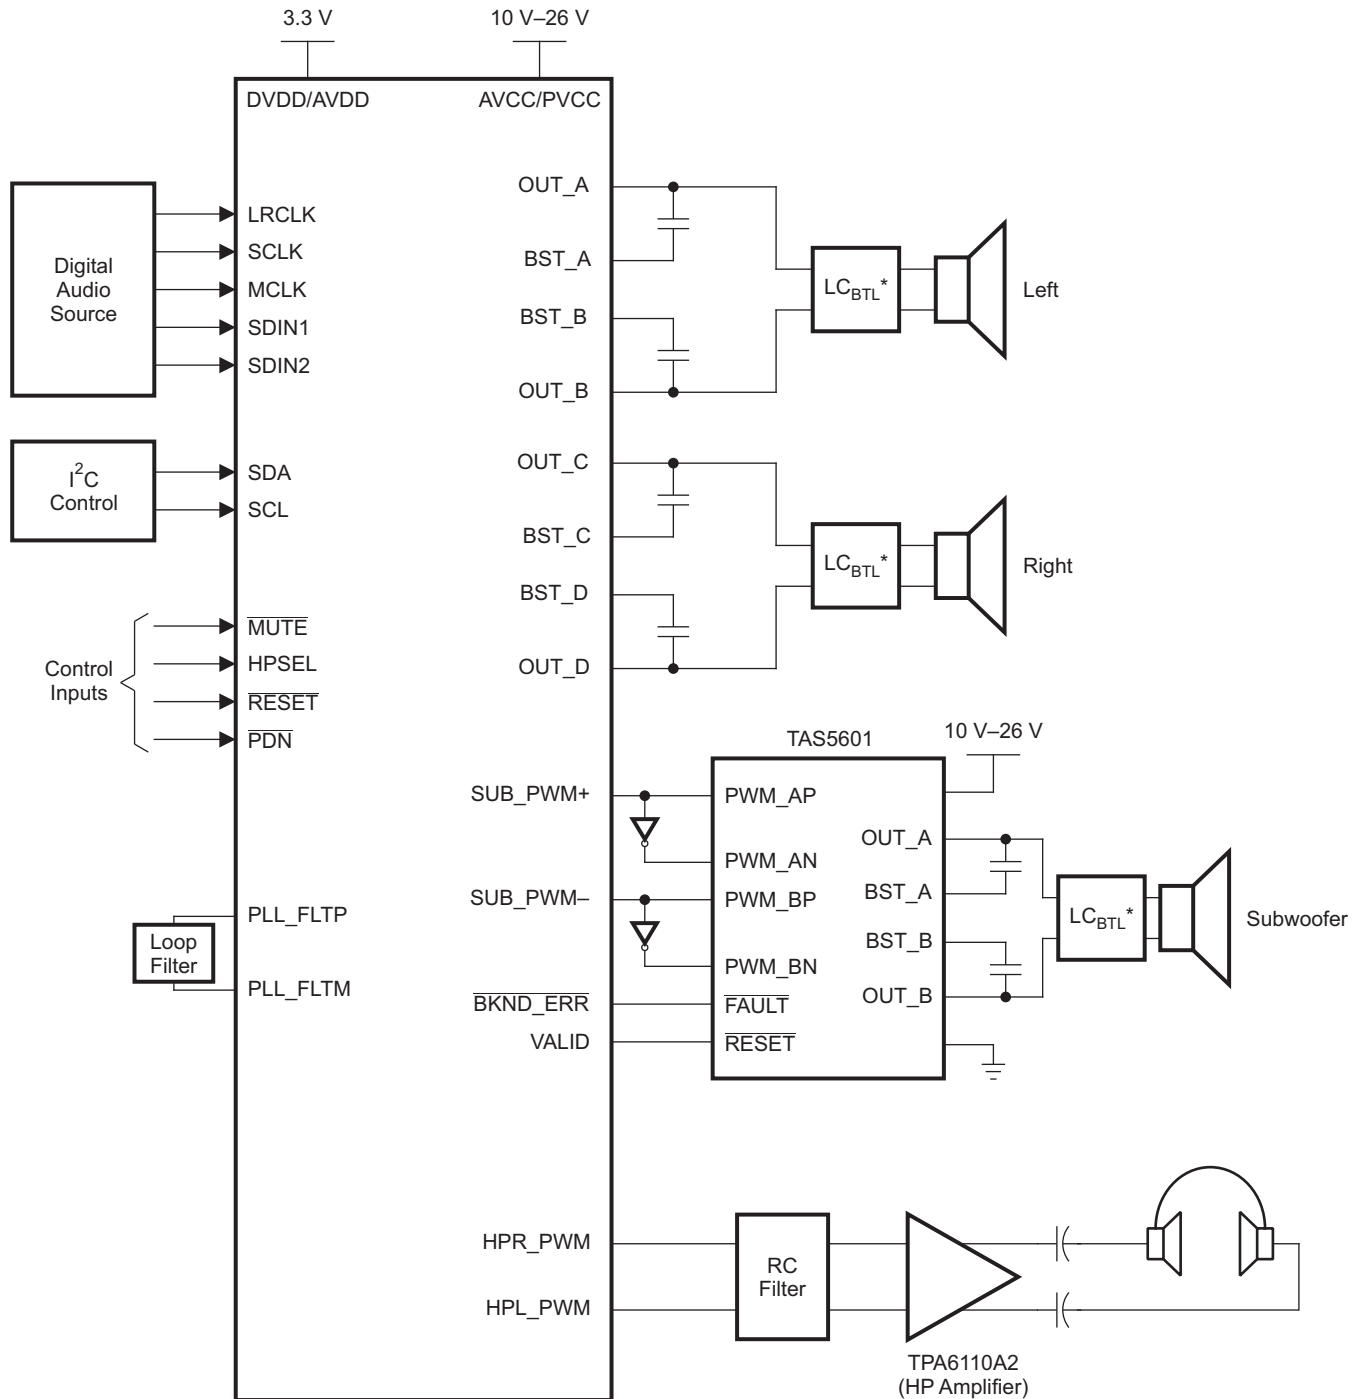 3.3 V
10 V–26 V
DVDD/AVDD
AVCC/PVCC
Digital
Audio
Source
LRCLK
SCLK
MCLK
SDIN1
SDIN2
OUT_A
BST_A
BST_B
OUT_B
LC_BTL*
Left
I²C
Control
SDA
SCL
OUT_C
BST_C
BST_D
OUT_D
LC_BTL*
Right
Control
Inputs
MUTE
HPSEL
RESET
PDN
TAS5601
10 V–26 V
SUB_PWM+
SUB_PWM–
BKND_ERR
VALID
PWM_AP
PWM_AN
PWM_BP
PWM_BN
FAULT
RESET
OUT_A
BST_A
BST_B
OUT_B
LC_BTL*
Subwoofer
PLL_FLTP
Loop
Filter
PLL_FLTM
HPR_PWM
HPL_PWM
RC
Filter
TPA6110A2
(HP Amplifier)